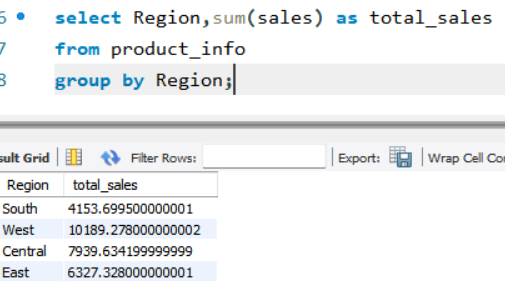 6 select Region,sum(sales) as total_sales
7 from product_info
8 group by Region;
sult Grid Filter Rows: Export: Wrap Cell Co
Region total_sales
South 4153.699500000001
West 10189.278000000002
Central 7939.634199999999
East 6327.328000000001